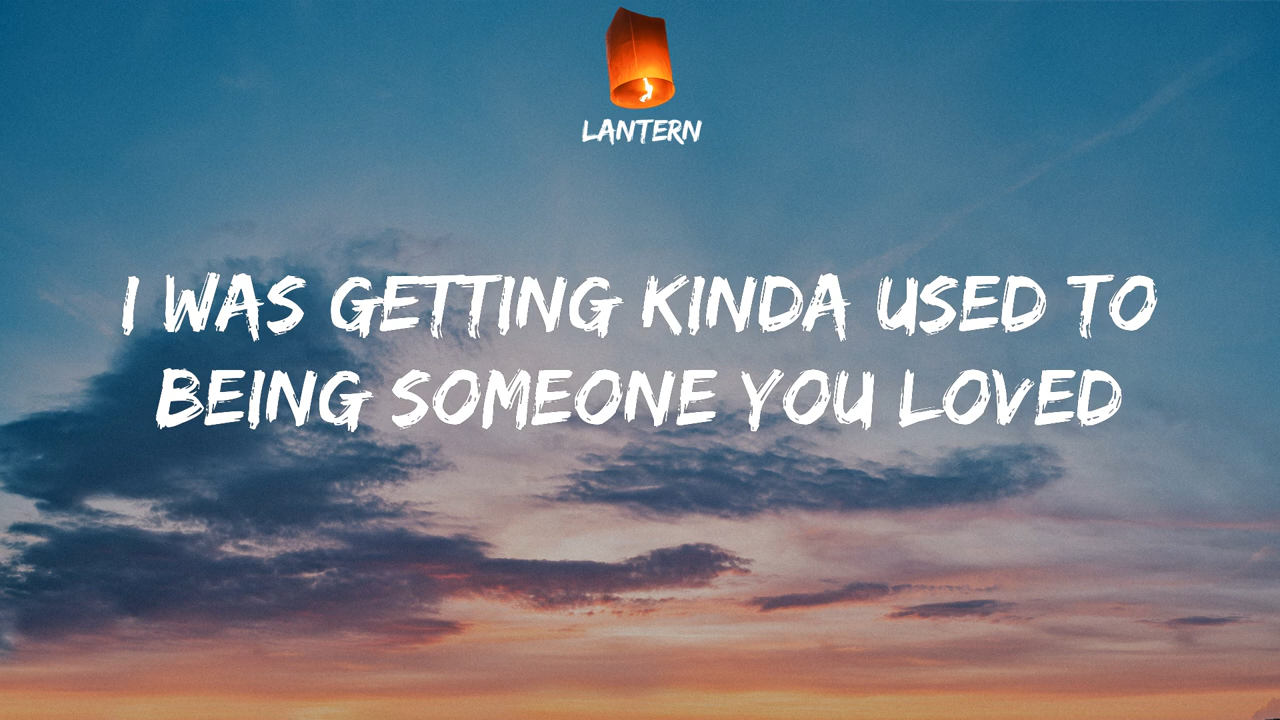 LANTERN
I WAS GETTING KINDA USED TO
BEING SOMEONE YOU LOVED